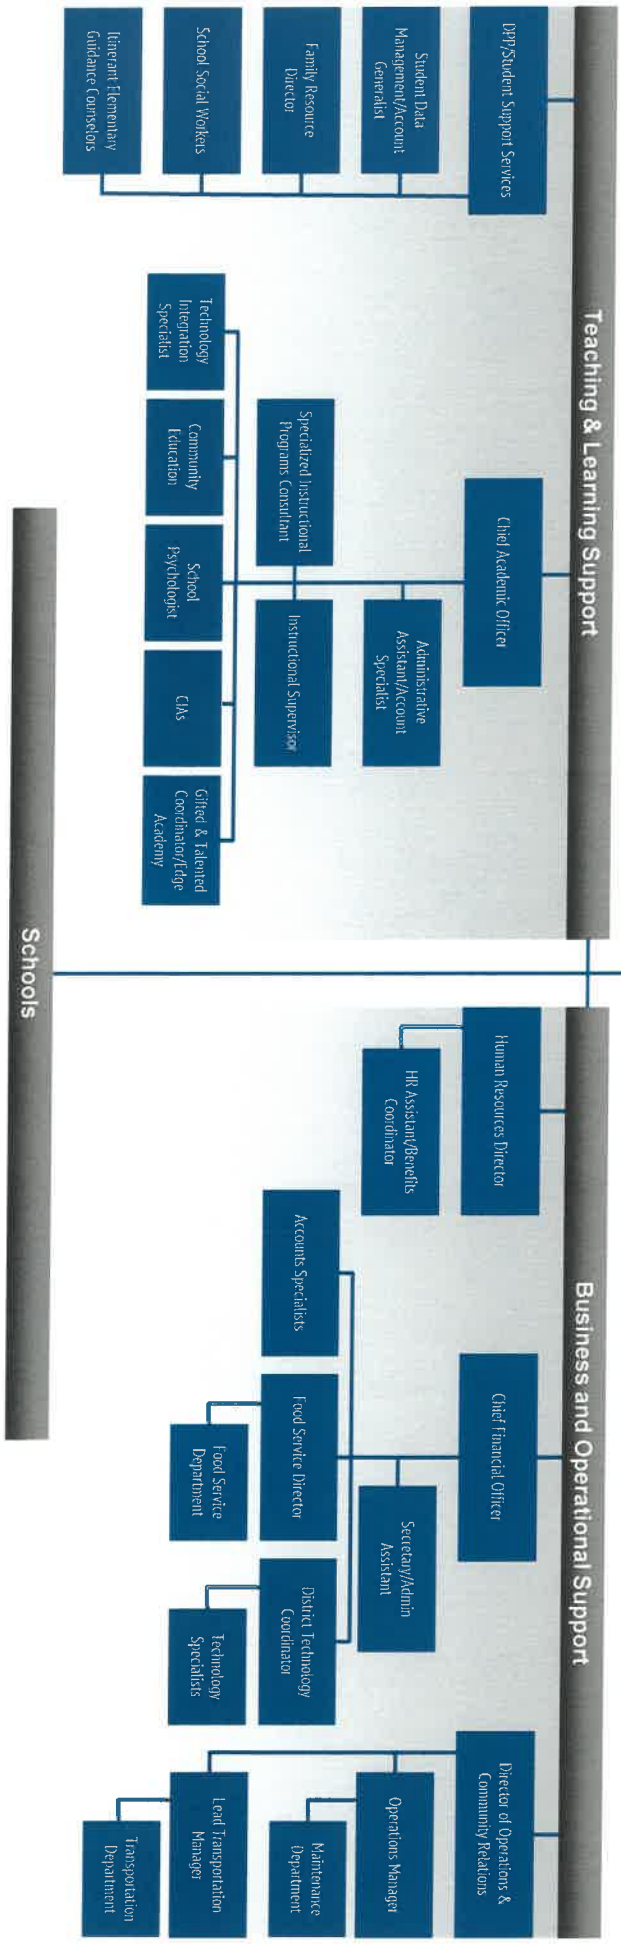 Teaching & Learning Support
DPP/Student Support Services
Student Data
Management/Account
Generalist
Family Resource
Director
School Social Workers
Itinerant Elementary
Guidance Counselors
Chief Academic Officer
Administrative
Assistant/Account
Specialist
Specialized Instructional
Programs Consultant
Instructional Supervisor
Technology
Integration
Specialist
Community
Education
School
Psychologist
CIAs
Gifted & Talented
Coordinator/Edge
Academy
Business and Operational Support
Human Resources Director
HR Assistant/Benefits
Coordinator
Chief Financial Officer
Secretary/Admin
Assistant
Accounts Specialists
Food Service Director
Food Service
Department
District Technology
Coordinator
Technology
Specialists
Director of Operations &
Community Relations
Operations Manager
Maintenance
Department
Lead Transportation
Manager
Transportation
Department
Schools